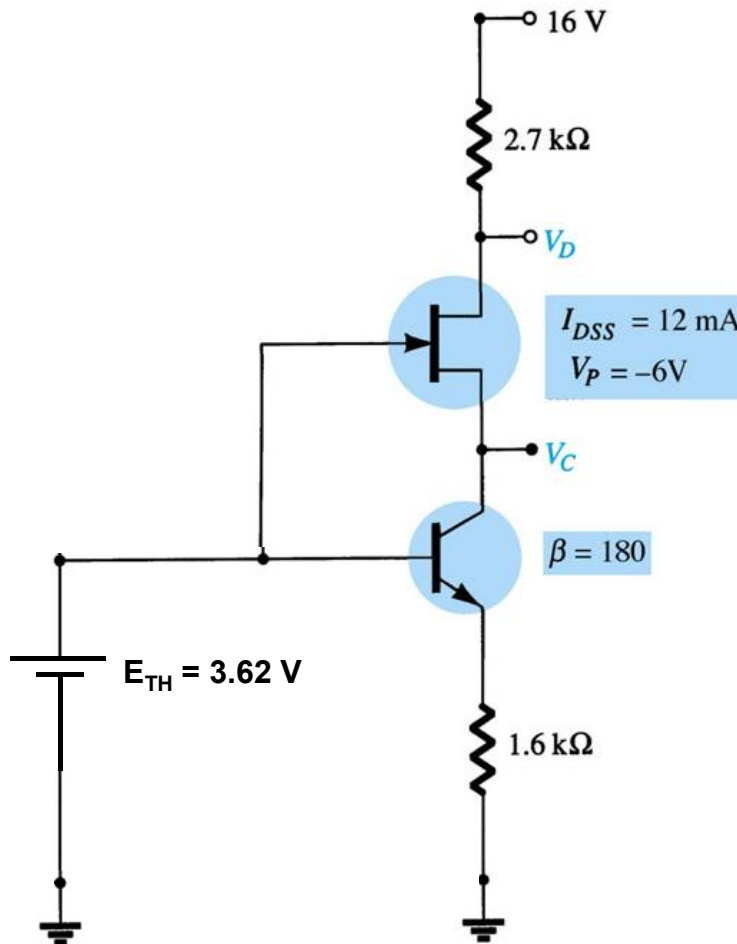 16 V
2.7 kΩ
V_D
I_DSS = 12 mA
V_P = –6V
V_C
β = 180
E_TH = 3.62 V
1.6 kΩ